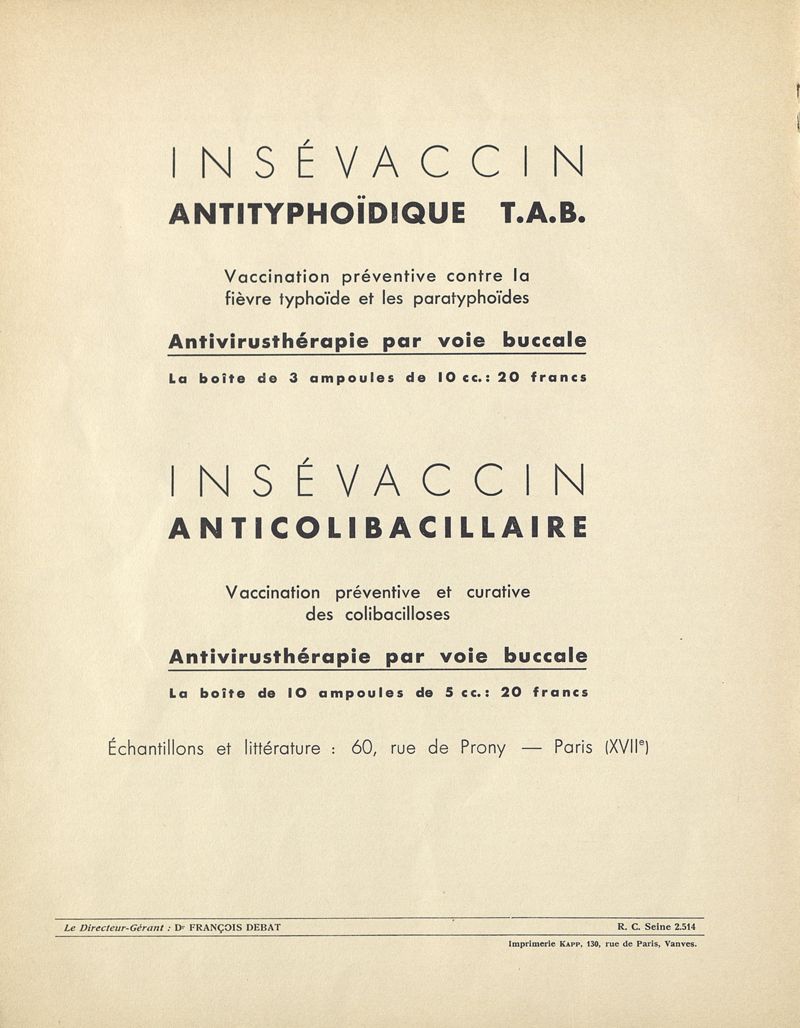 INSÉVACCIN
ANTITYPHOÏDIQUE T.A.B.
Vaccination préventive contre la
fièvre typhoïde et les paratyphoïdes
Antivirusthérapie par voie buccale
La boîte de 3 ampoules de 10 cc.: 20 francs
INSÉVACCIN
ANTICOLIBACILLAIRE
Vaccination préventive et curative
des colibacilloses
Antivirusthérapie par voie buccale
La boîte de 10 ampoules de 5 cc.: 20 francs
Échantillons et littérature : 60, rue de Prony — Paris (XVIIe)
Le Directeur-Gérant : Dr FRANÇOIS DEBAT R. C. Seine 2.514
Imprimerie KAPP, 130, rue de Paris, Vanves.